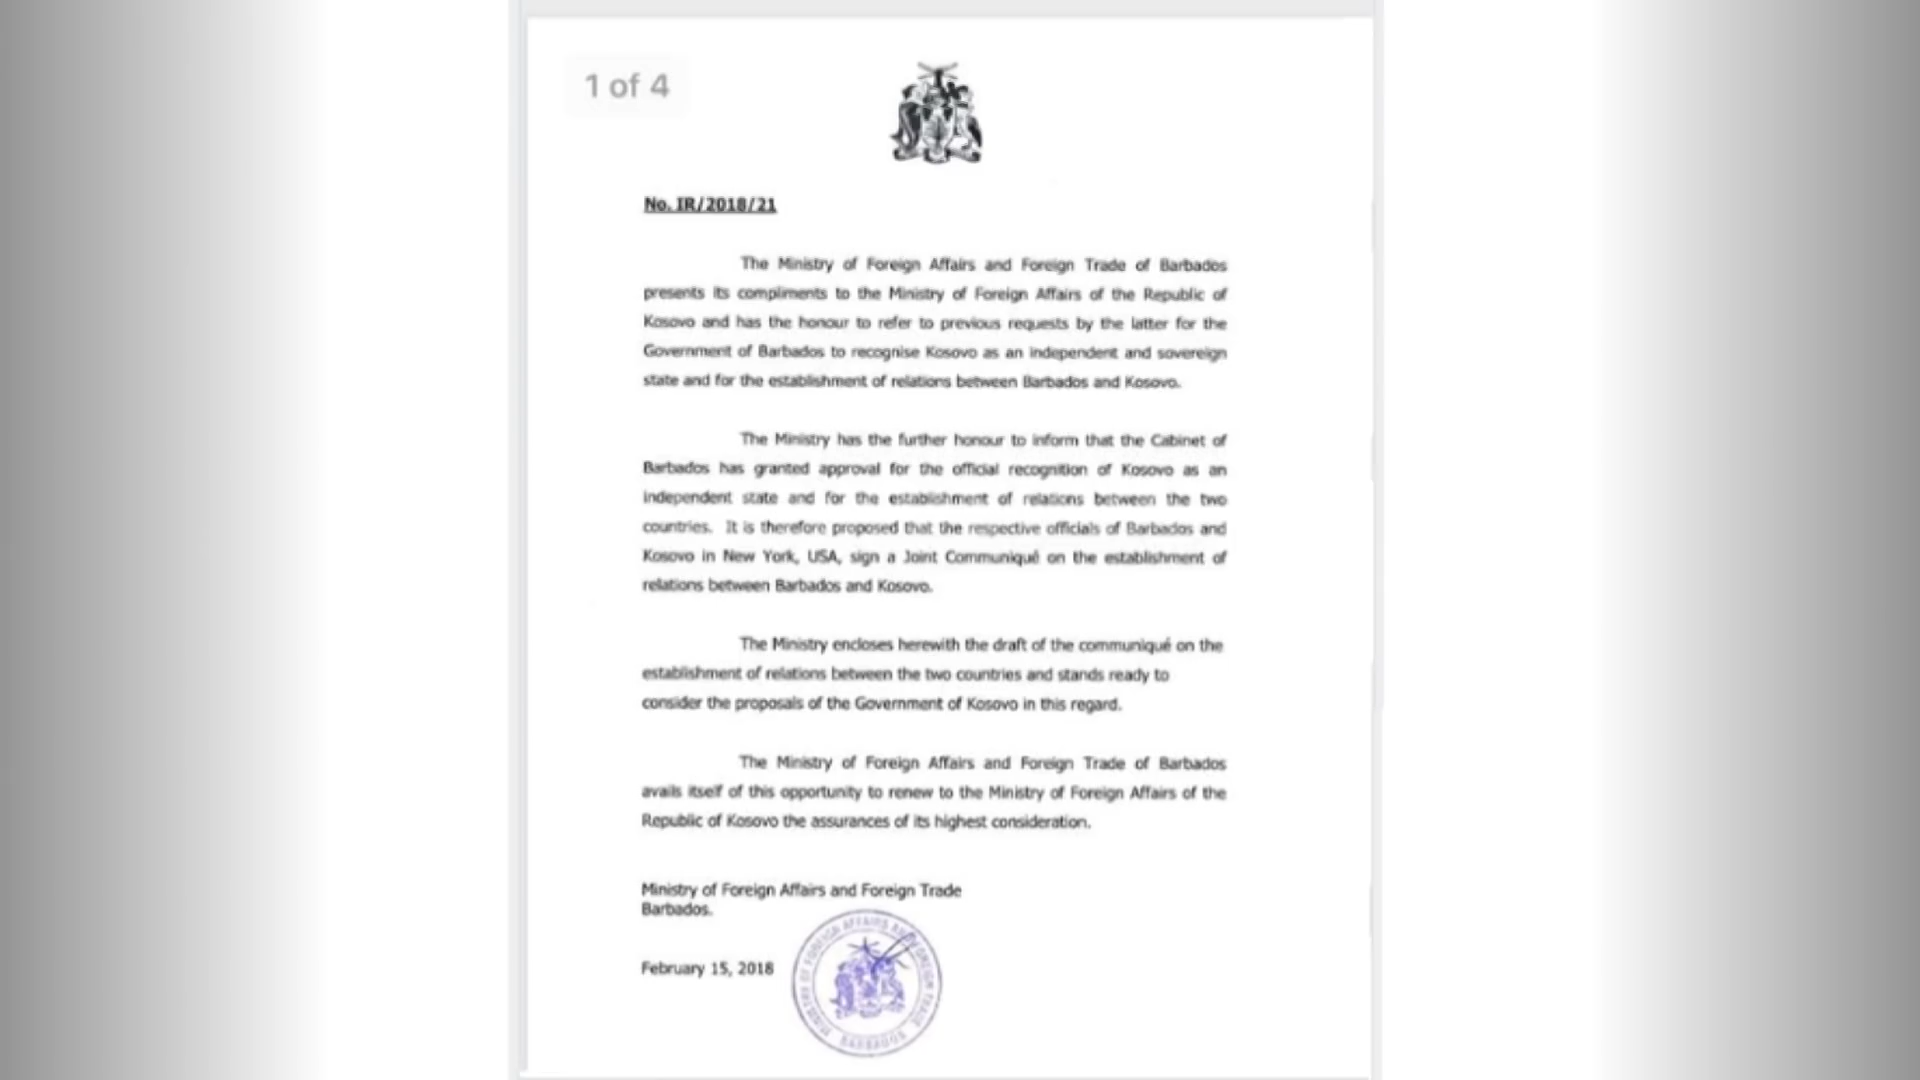 1 of 4
No. IR/2018/21
The Ministry of Foreign Affairs and Foreign Trade of Barbados
presents its compliments to the Ministry of Foreign Affairs of the Republic of
Kosovo and has the honour to refer to previous requests by the latter for the
Government of Barbados to recognise Kosovo as an independent and sovereign
state and for the establishment of relations between Barbados and Kosovo.
The Ministry has the further honour to inform that the Cabinet of
Barbados has granted approval for the official recognition of Kosovo as an
independent state and for the establishment of relations between the two
countries. It is therefore proposed that the respective officials of Barbados and
Kosovo in New York, USA, sign a Joint Communiqué on the establishment of
relations between Barbados and Kosovo.
The Ministry encloses herewith the draft of the communiqué on the
establishment of relations between the two countries and stands ready to
consider the proposals of the Government of Kosovo in this regard.
The Ministry of Foreign Affairs and Foreign Trade of Barbados
avails itself of this opportunity to renew to the Ministry of Foreign Affairs of the
Republic of Kosovo the assurances of its highest consideration.
Ministry of Foreign Affairs and Foreign Trade
Barbados.
February 15, 2018
MINISTRY OF FOREIGN AFFAIRS AND FOREIGN TRADE
BARBADOS